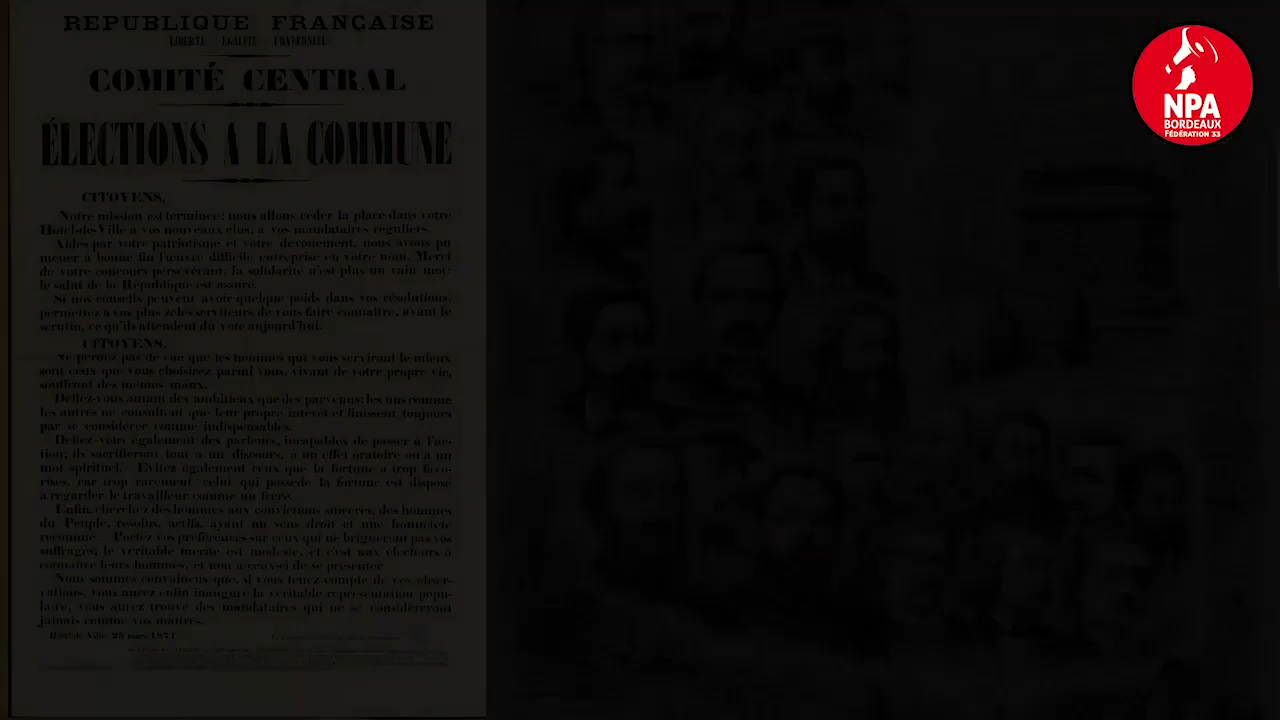 REPUBLIQUE FRANÇAISE
LIBERTÉ ÉGALITÉ FRATERNITÉ
COMITÉ CENTRAL
ÉLECTIONS A LA COMMUNE
CITOYENS,
Notre mission est terminée; nous allons céder la place dans votre
Hotel-de-Ville à vos nouveaux élus, à vos mandataires réguliers.
Aidés par votre patriotisme et votre dévouement, nous avons pu
mener à bonne fin l'œuvre difficile entreprise en votre nom. Merci
de votre concours persévérant, la solidarité n'est plus un vain mot:
le salut de la République est assuré.
Si nos conseils peuvent avoir quelque poids dans vos résolutions,
permettez à vos plus zélés serviteurs de vous faire connaître, avant le
scrutin, ce qu'ils attendent du vote aujourd'hui.
CITOYENS,
Ne perdez pas de vue que les hommes qui vous serviront le mieux
sont ceux que vous choisirez parmi vous, vivant de votre propre vie,
souffrant des mêmes maux.
Défiez-vous autant des ambitieux que des parvenus; les uns comme
les autres ne consultent que leur propre intérêt et finissent toujours
par se considérer comme indispensables.
Défiez-vous également des parleurs, incapables de passer à l'ac-
tion; ils sacrifieront tout à un discours, à un effet oratoire ou à un
mot spirituel. Évitez également ceux que la fortune a trop favo-
risés, car trop rarement celui qui possède la fortune est disposé
à regarder le travailleur comme un frère.
Enfin, cherchez des hommes aux convictions sincères, des hommes
du Peuple, résolus, actifs, ayant un sens droit et une honnêteté
reconnue. Portez vos préférences sur ceux qui ne brigueront pas vos
suffrages; le véritable mérite est modeste, et c'est aux électeurs à
connaître leurs hommes, et non à ceux-ci de se présenter.
Nous sommes convaincus que, si vous tenez compte de ces obser-
vations, vous aurez enfin inauguré la véritable représentation popu-
laire, vous aurez trouvé des mandataires qui ne se considéreront
jamais comme vos maîtres.
Hôtel-de-Ville, 25 mars 1871
NPA
BORDEAUX
FÉDÉRATION 33